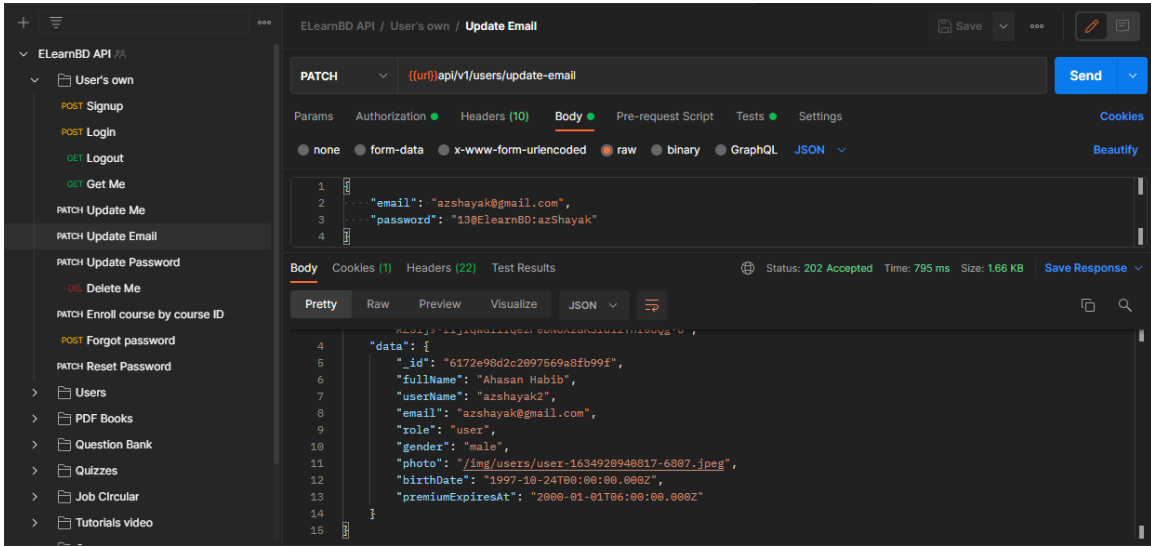 ELearnBD API / User's own / Update Email
Save
ELearnBD API
User's own
POST Signup
POST Login
GET Logout
GET Get Me
PATCH Update Me
PATCH Update Email
PATCH Update Password
DEL Delete Me
PATCH Enroll course by course ID
POST Forgot password
PATCH Reset Password
Users
PDF Books
Question Bank
Quizzes
Job CIrcular
Tutorials video
PATCH {{url}}api/v1/users/update-email Send
Params Authorization Headers (10) Body Pre-request Script Tests Settings Cookies
none form-data x-www-form-urlencoded raw binary GraphQL JSON Beautify
1 {
2 "email": "azshayak@gmail.com",
3 "password": "13@ElearnBD:azShayak"
4 }
Body Cookies (1) Headers (22) Test Results Status: 202 Accepted Time: 795 ms Size: 1.66 KB Save Response
Pretty Raw Preview Visualize JSON
4 "data": {
5 "_id": "6172e98d2c2097569a8fb99f",
6 "fullName": "Ahasan Habib",
7 "userName": "azshayak2",
8 "email": "azshayak@gmail.com",
9 "role": "user",
10 "gender": "male",
11 "photo": "/img/users/user-1634920940817-6807.jpeg",
12 "birthDate": "1997-10-24T00:00:00.000Z",
13 "premiumExpiresAt": "2000-01-01T06:00:00.000Z"
14 }
15 }